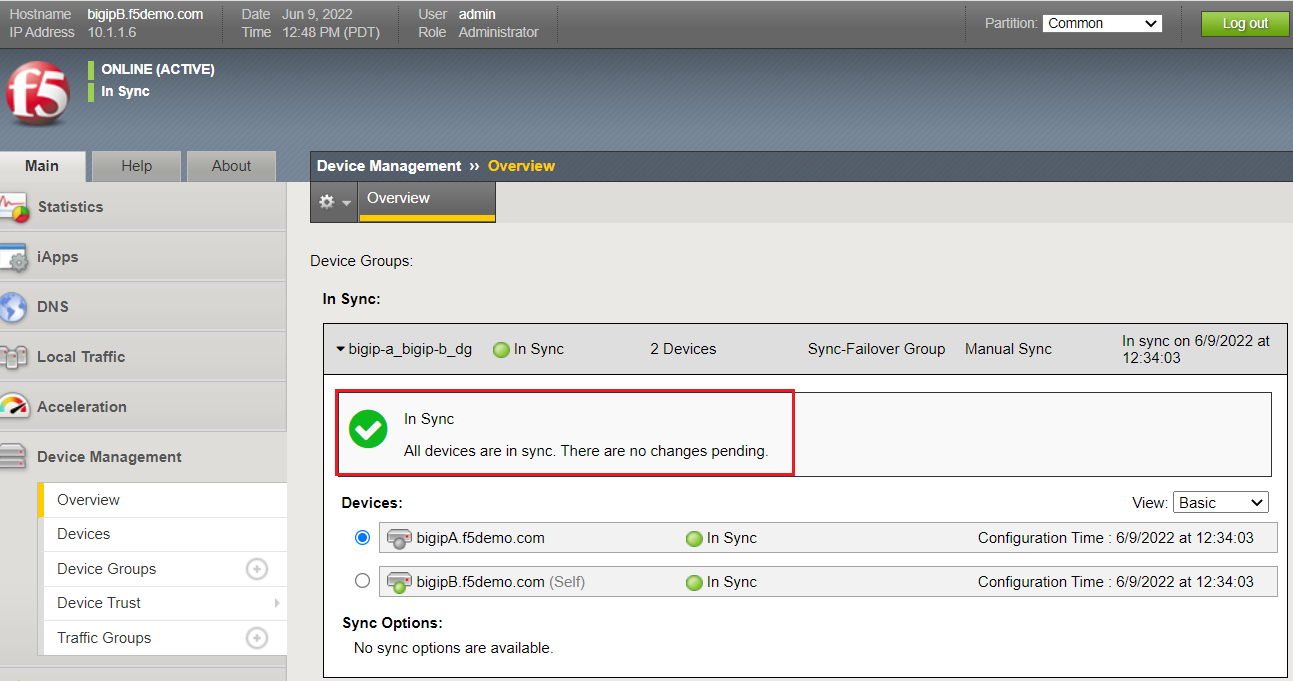 Hostname bigipB.f5demo.com Date Jun 9, 2022 User admin Partition: Common Log out
IP Address 10.1.1.6 Time 12:48 PM (PDT) Role Administrator
f5
ONLINE (ACTIVE)
In Sync
Main Help About
Device Management ›› Overview
Overview
Statistics
iApps
DNS
Local Traffic
Acceleration
Device Management
Overview
Devices
Device Groups
Device Trust
Traffic Groups
Device Groups:
In Sync:
bigip-a_bigip-b_dg In Sync 2 Devices Sync-Failover Group Manual Sync In sync on 6/9/2022 at
12:34:03
In Sync
All devices are in sync. There are no changes pending.
Devices: View: Basic
bigipA.f5demo.com In Sync Configuration Time : 6/9/2022 at 12:34:03
bigipB.f5demo.com (Self) In Sync Configuration Time : 6/9/2022 at 12:34:03
Sync Options:
No sync options are available.